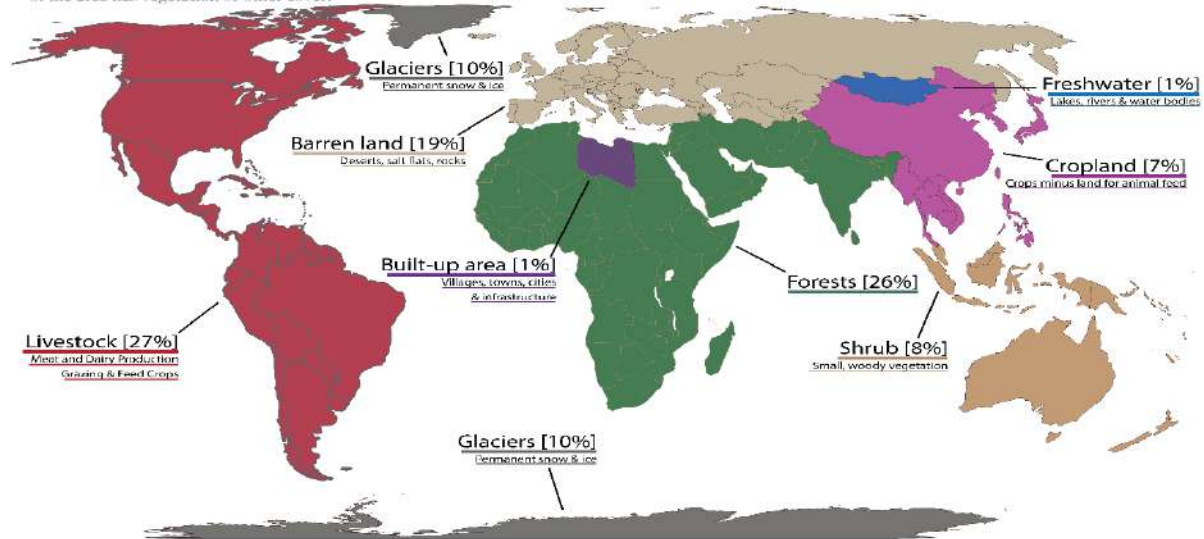 Glaciers [10%]
Permanent snow & ice
Freshwater [1%]
Lakes, rivers & water bodies
Barren land [19%]
Deserts, salt flats, rocks
Cropland [7%]
Crops minus land for animal feed
Built-up area [1%]
Villages, towns, cities
& infrastructure
Forests [26%]
Livestock [27%]
Meat and Dairy Production
Grazing & Feed Crops
Shrub [8%]
Small, woody vegetation
Glaciers [10%]
Permanent snow & ice